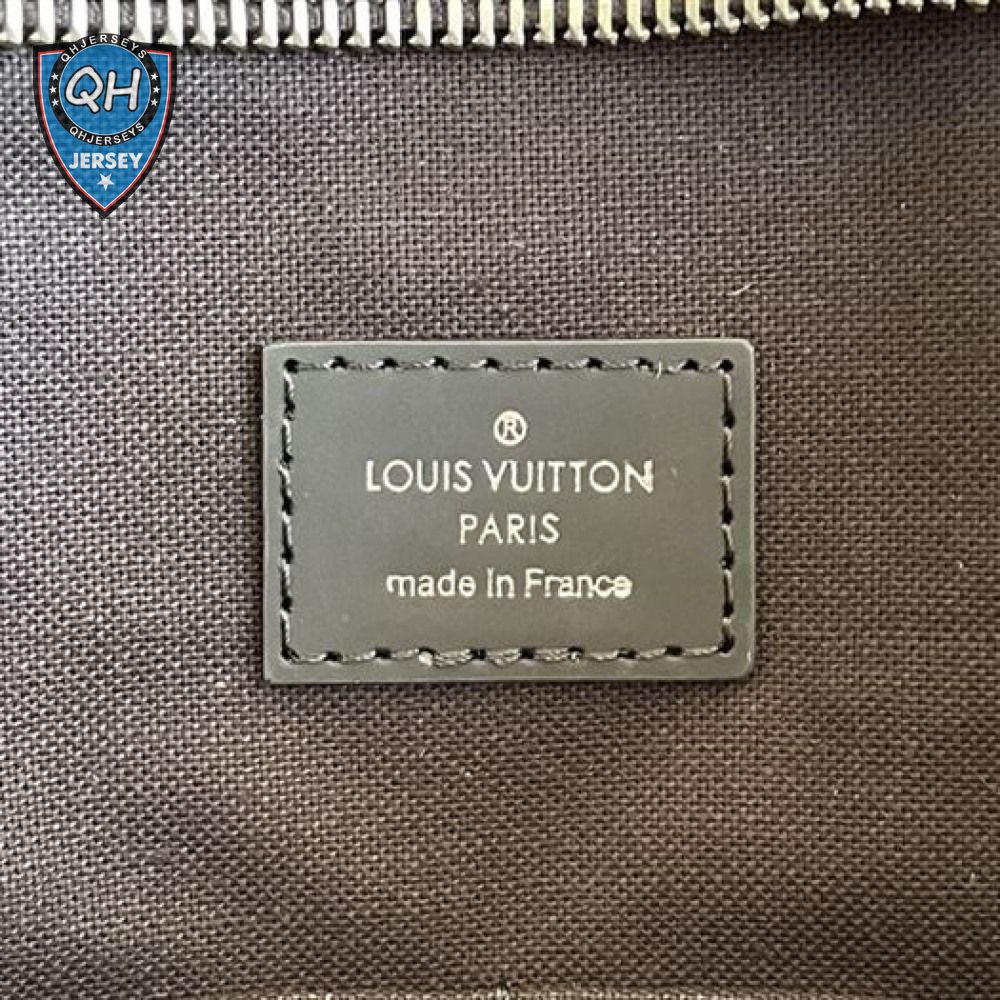 QHJERSEYS
QH
QHJERSEYS
JERSEY
®
LOUIS VUITTON
PARIS
made in France